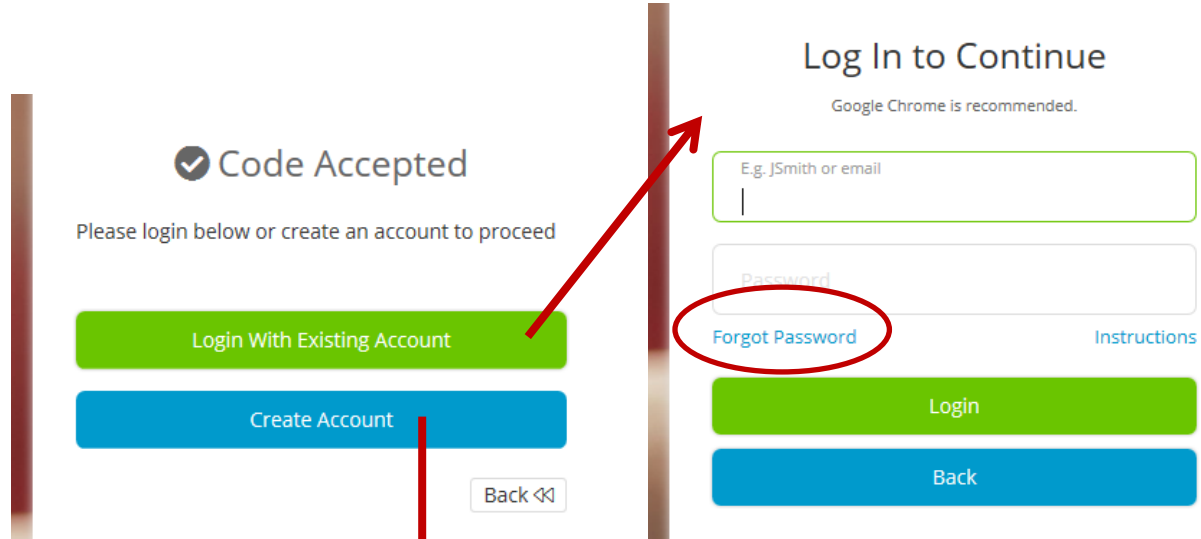 Code Accepted
Please login below or create an account to proceed
Login With Existing Account
Create Account
Back
Log In to Continue
Google Chrome is recommended.
E.g. JSmith or email
Password
Forgot Password
Instructions
Login
Back